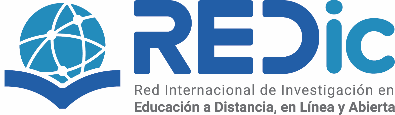 REDic
Red Internacional de Investigación en
Educación a Distancia, en Línea y Abierta